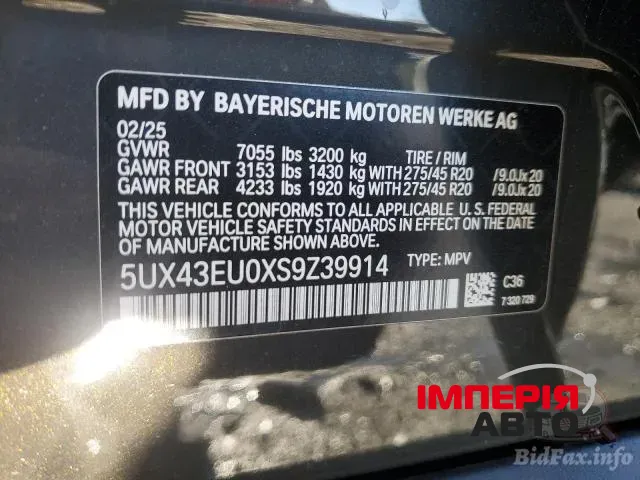 MFD BY BAYERISCHE MOTOREN WERKE AG
02/25
GVWR 7055 lbs 3200 kg TIRE / RIM
GAWR FRONT 3153 lbs 1430 kg WITH 275/45 R20 /9.0Jx20
GAWR REAR 4233 lbs 1920 kg WITH 275/45 R20 /9.0Jx20
THIS VEHICLE CONFORMS TO ALL APPLICABLE U.S. FEDERAL
MOTOR VEHICLE SAFETY STANDARDS IN EFFECT ON THE DATE
OF MANUFACTURE SHOWN ABOVE.
5UX43EU0XS9Z39914 TYPE: MPV
C36
7 320 729
ІМПЕРІЯ
АВТО
BidFax.info